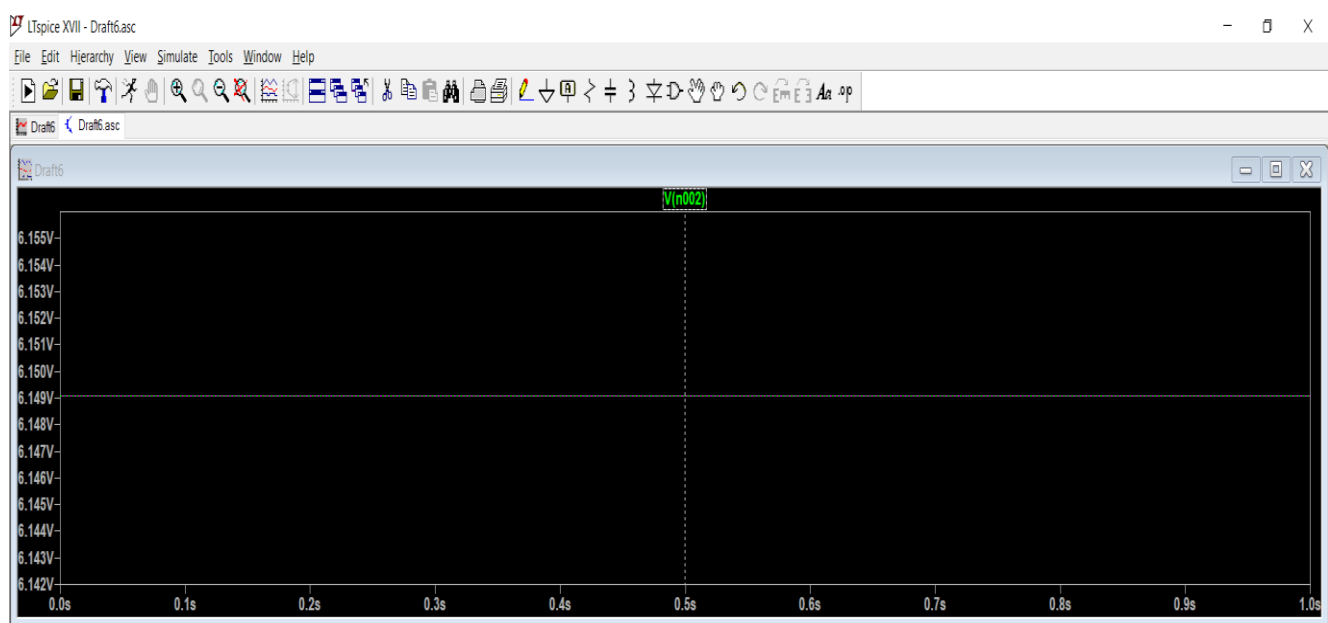 LTspice XVII - Draft6.asc
File Edit Hierarchy View Simulate Tools Window Help
Aa .op
Draft6 Draft6.asc
Draft6
V(n002)
6.155V
6.154V
6.153V
6.152V
6.151V
6.150V
6.149V
6.148V
6.147V
6.146V
6.145V
6.144V
6.143V
6.142V
0.0s 0.1s 0.2s 0.3s 0.4s 0.5s 0.6s 0.7s 0.8s 0.9s 1.0s